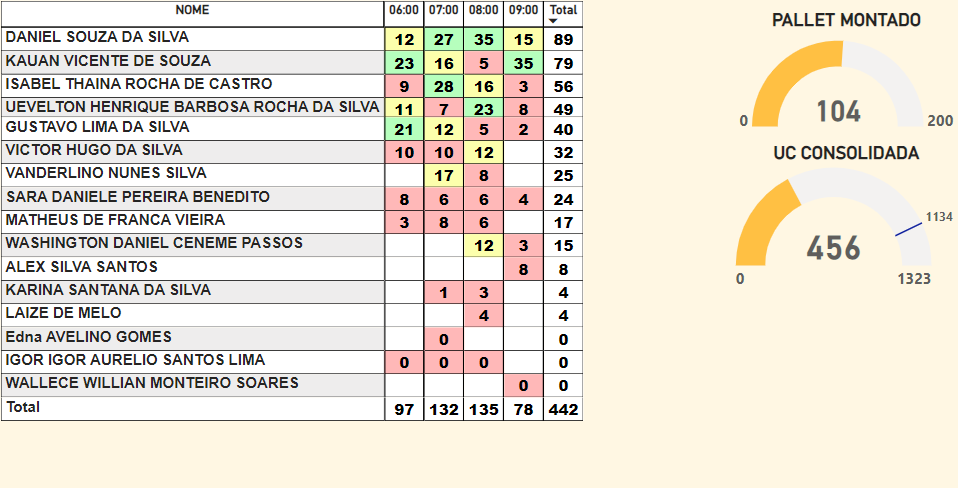 NOME 06:00 07:00 08:00 09:00 Total
DANIEL SOUZA DA SILVA 12 27 35 15 89
KAUAN VICENTE DE SOUZA 23 16 5 35 79
ISABEL THAINA ROCHA DE CASTRO 9 28 16 3 56
UEVELTON HENRIQUE BARBOSA ROCHA DA SILVA 11 7 23 8 49
GUSTAVO LIMA DA SILVA 21 12 5 2 40
VICTOR HUGO DA SILVA 10 10 12 32
VANDERLINO NUNES SILVA 17 8 25
SARA DANIELE PEREIRA BENEDITO 8 6 6 4 24
MATHEUS DE FRANCA VIEIRA 3 8 6 17
WASHINGTON DANIEL CENEME PASSOS 12 3 15
ALEX SILVA SANTOS 8 8
KARINA SANTANA DA SILVA 1 3 4
LAIZE DE MELO 4 4
Edna AVELINO GOMES 0 0
IGOR IGOR AURELIO SANTOS LIMA 0 0 0 0
WALLECE WILLIAN MONTEIRO SOARES 0 0
Total 97 132 135 78 442
PALLET MONTADO
104
0 200
UC CONSOLIDADA
1134
456
0 1323